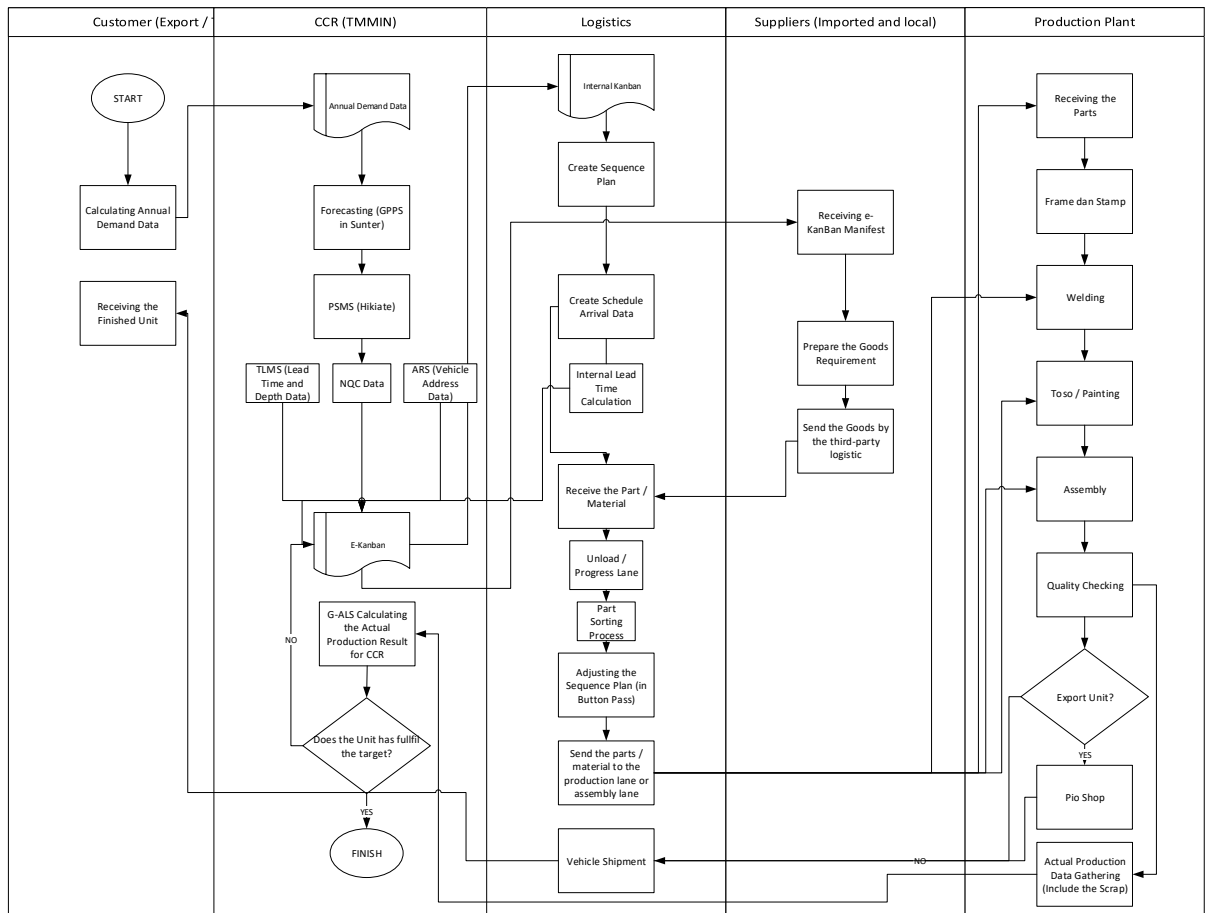 Customer (Export /
CCR (TMMIN)
Logistics
Suppliers (Imported and local)
Production Plant
START
Calculating Annual
Demand Data
Receiving the
Finished Unit
Annual Demand Data
Forecasting (GPPS
in Sunter)
PSMS (Hikiate)
TLMS (Lead
Time and
Depth Data)
NQC Data
ARS (Vehicle
Address
Data)
E-Kanban
G-ALS Calculating
the Actual
Production Result
for CCR
NO
Does the Unit has fullfil
the target?
YES
FINISH
Internal Kanban
Create Sequence
Plan
Create Schedule
Arrival Data
Internal Lead
Time
Calculation
Receive the Part /
Material
Unload /
Progress Lane
Part
Sorting
Process
Adjusting the
Sequence Plan (in
Button Pass)
Send the parts /
material to the
production lane or
assembly lane
Vehicle Shipment
Receiving e-
KanBan Manifest
Prepare the Goods
Requirement
Send the Goods by
the third-party
logistic
Receiving the
Parts
Frame dan Stamp
Welding
Toso / Painting
Assembly
Quality Checking
Export Unit?
YES
Pio Shop
NO
Actual Production
Data Gathering
(Include the Scrap)